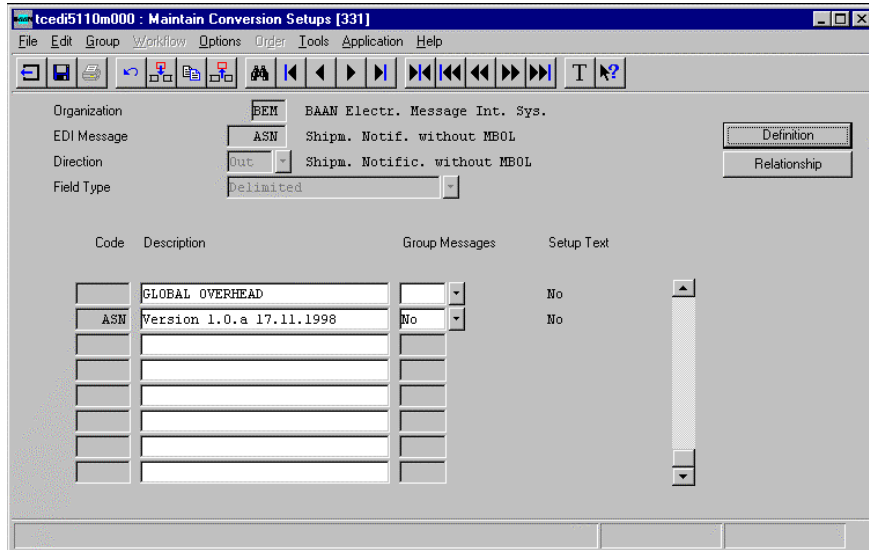 BAAN tcedi5110m000 : Maintain Conversion Setups [331]
File Edit Group Workflow Options Order Tools Application Help
T ?
Organization BEM BAAN Electr. Message Int. Sys.
EDI Message ASN Shipm. Notif. without MBOL Definition
Direction Out Shipm. Notific. without MBOL Relationship
Field Type Delimited
Code Description Group Messages Setup Text
GLOBAL OVERHEAD No
ASN Version 1.0.a 17.11.1998 No No